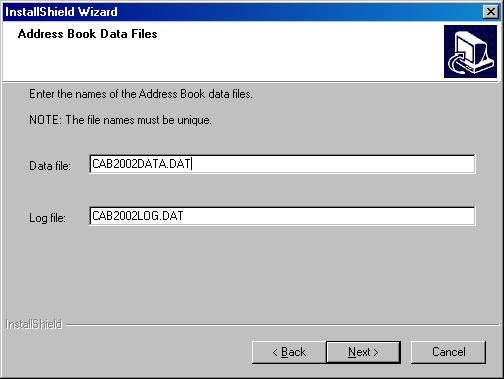 InstallShield Wizard
Address Book Data Files
Enter the names of the Address Book data files.
NOTE: The file names must be unique.
Data file: CAB2002DATA.DAT
Log file: CAB2002LOG.DAT
InstallShield
< Back Next > Cancel